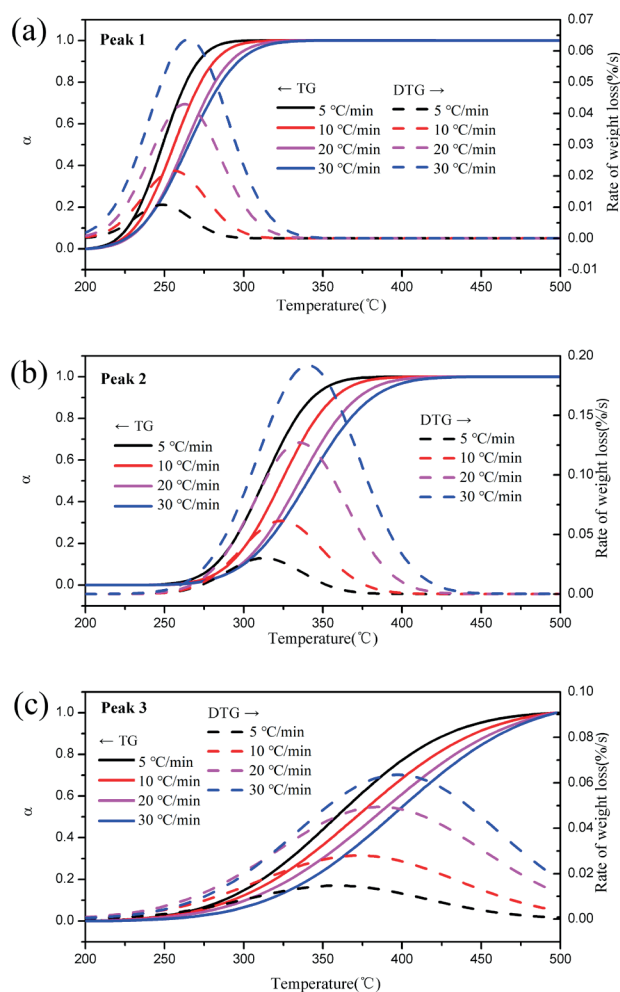 (a)
Peak 1
← TG DTG →
5 ℃/min 5 ℃/min
10 ℃/min 10 ℃/min
20 ℃/min 20 ℃/min
30 ℃/min 30 ℃/min
1.0
0.8
0.6
0.4
0.2
0.0
α
0.07
0.06
0.05
0.04
0.03
0.02
0.01
0.00
-0.01
Rate of weight loss(%/s)
200 250 300 350 400 450 500
Temperature(℃)
(b)
Peak 2
← TG
5 ℃/min
10 ℃/min
20 ℃/min
30 ℃/min
DTG →
5 ℃/min
10 ℃/min
20 ℃/min
30 ℃/min
1.0
0.8
0.6
0.4
0.2
0.0
α
0.20
0.15
0.10
0.05
0.00
Rate of weight loss(%/s)
200 250 300 350 400 450 500
Temperature(℃)
(c)
Peak 3
← TG
5 ℃/min
10 ℃/min
20 ℃/min
30 ℃/min
DTG →
5 ℃/min
10 ℃/min
20 ℃/min
30 ℃/min
1.0
0.8
0.6
0.4
0.2
0.0
α
0.10
0.08
0.06
0.04
0.02
0.00
Rate of weight loss(%/s)
200 250 300 350 400 450 500
Temperature(℃)